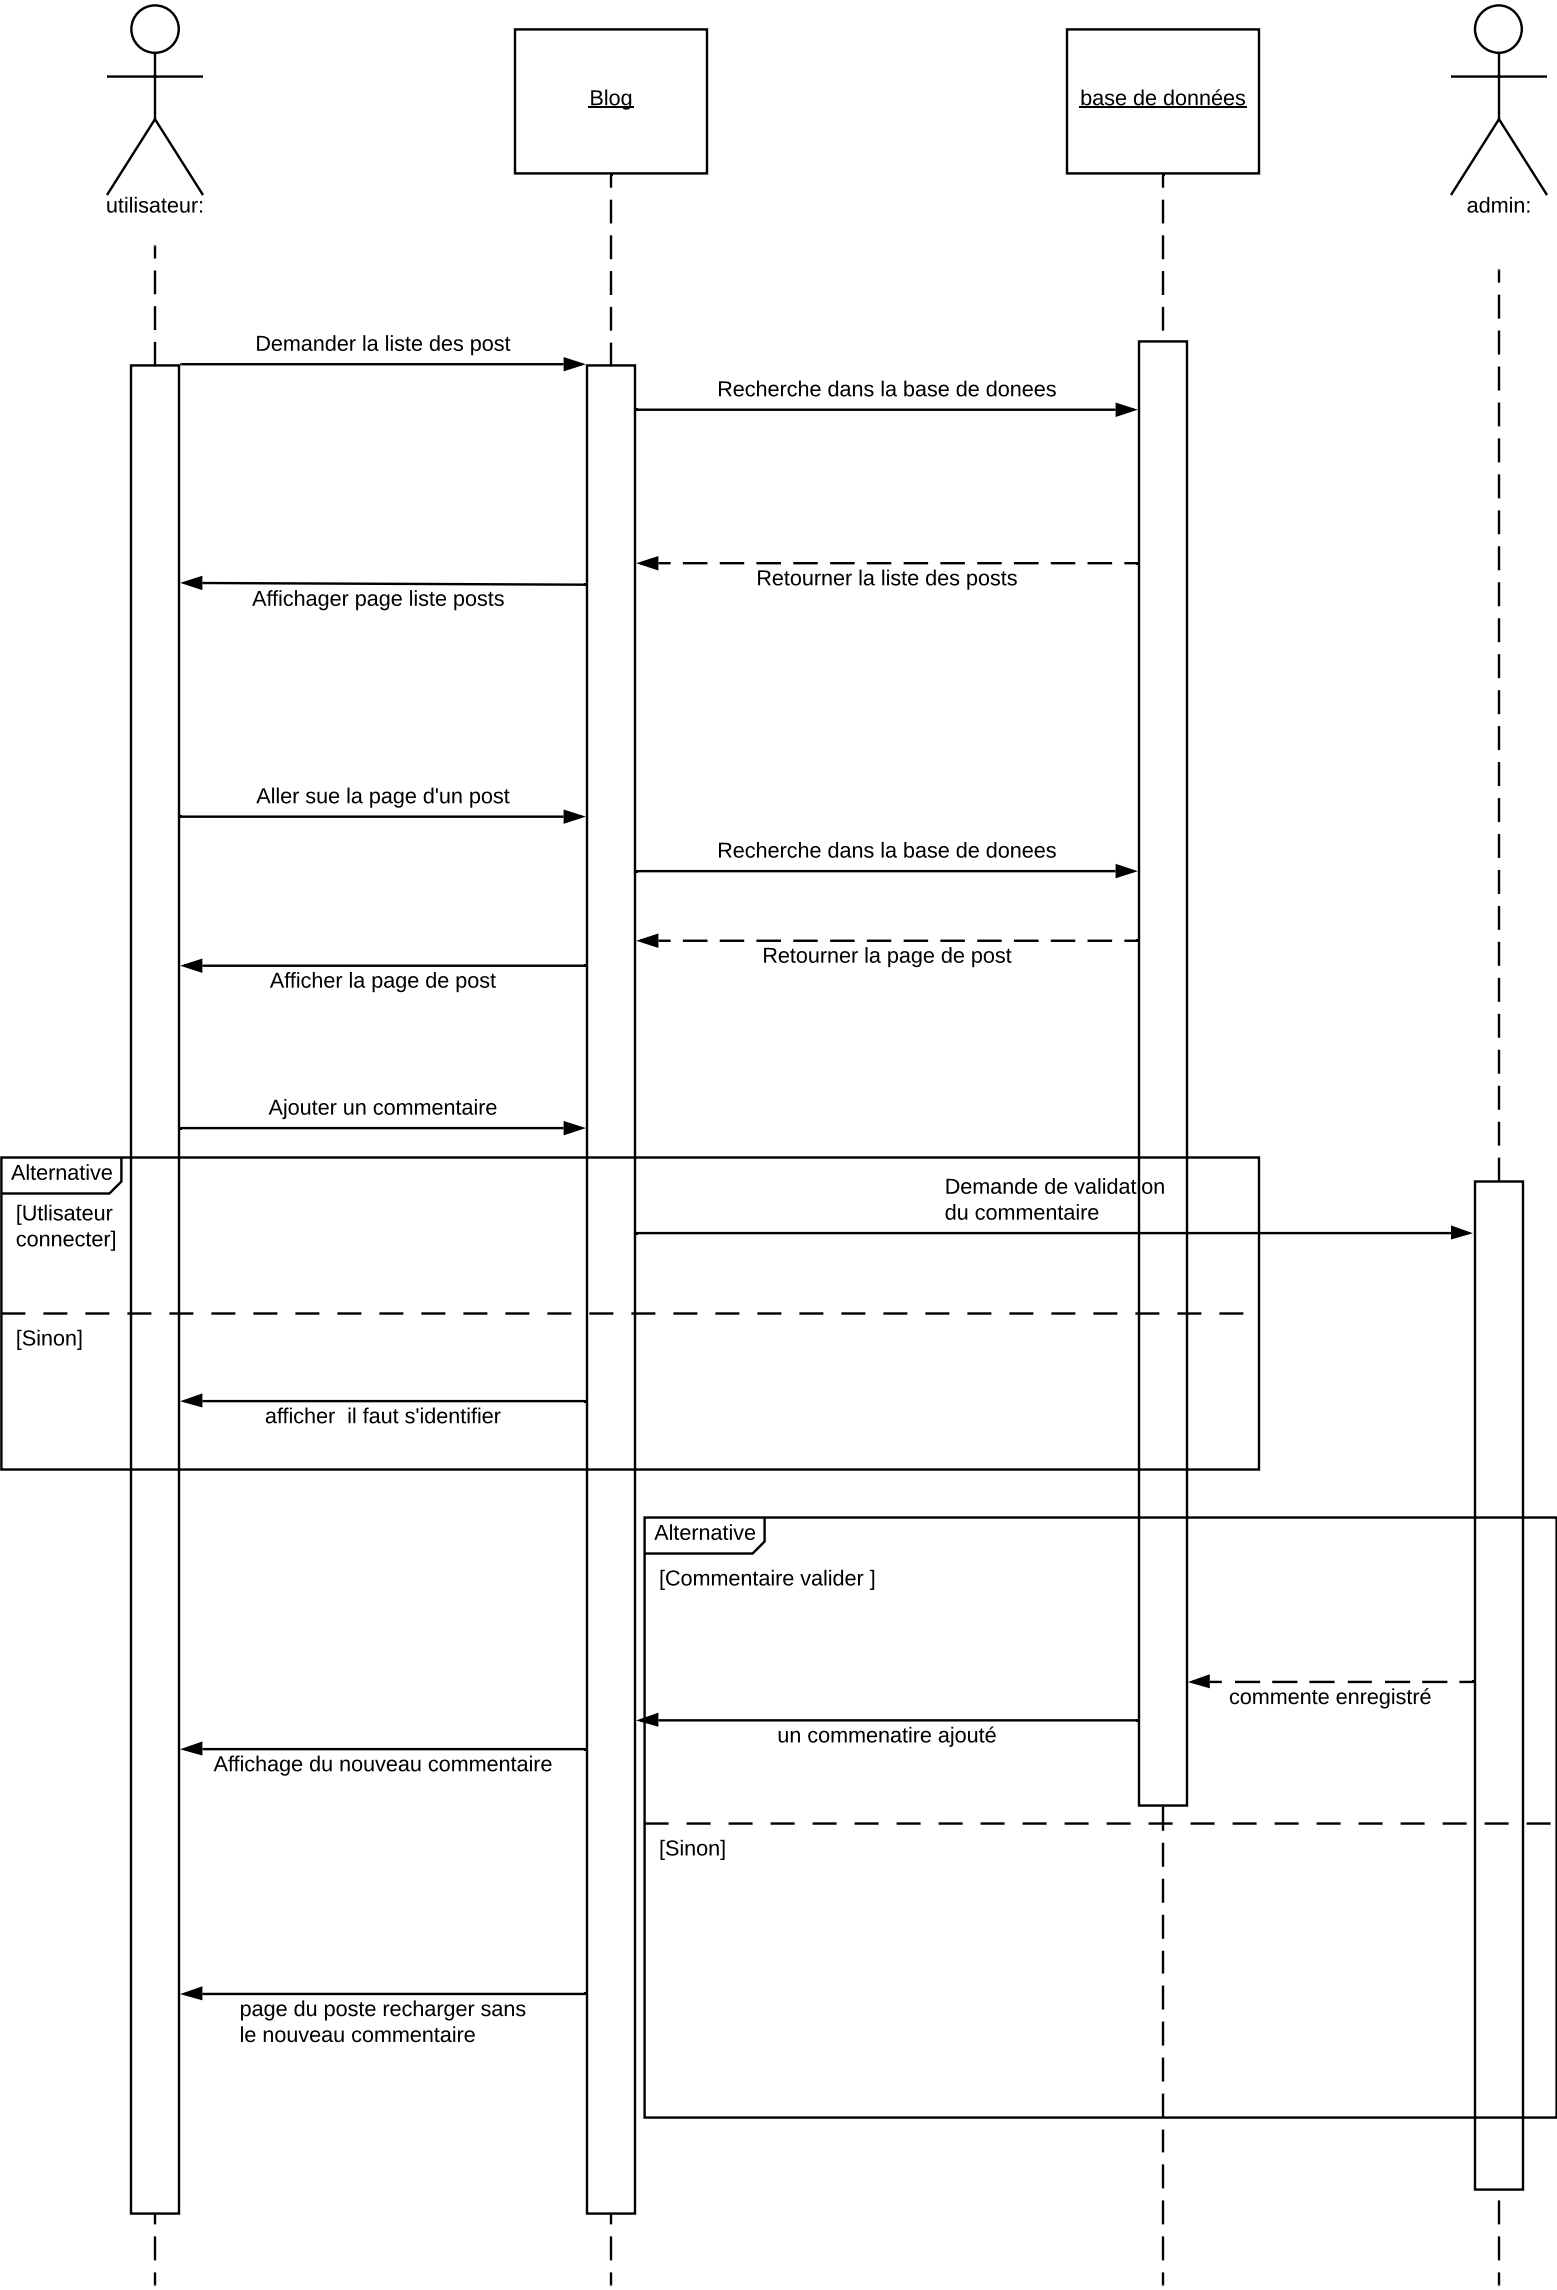 utilisateur:
Blog
base de données
admin:
Demander la liste des post
Recherche dans la base de donees
Retourner la liste des posts
Affichager page liste posts
Aller sue la page d'un post
Recherche dans la base de donees
Retourner la page de post
Afficher la page de post
Ajouter un commentaire
Alternative
[Utlisateur
connecter]
Demande de validation
du commentaire
[Sinon]
afficher  il faut s'identifier
Alternative
[Commentaire valider ]
commente enregistré
un commenatire ajouté
Affichage du nouveau commentaire
[Sinon]
page du poste recharger sans
le nouveau commentaire